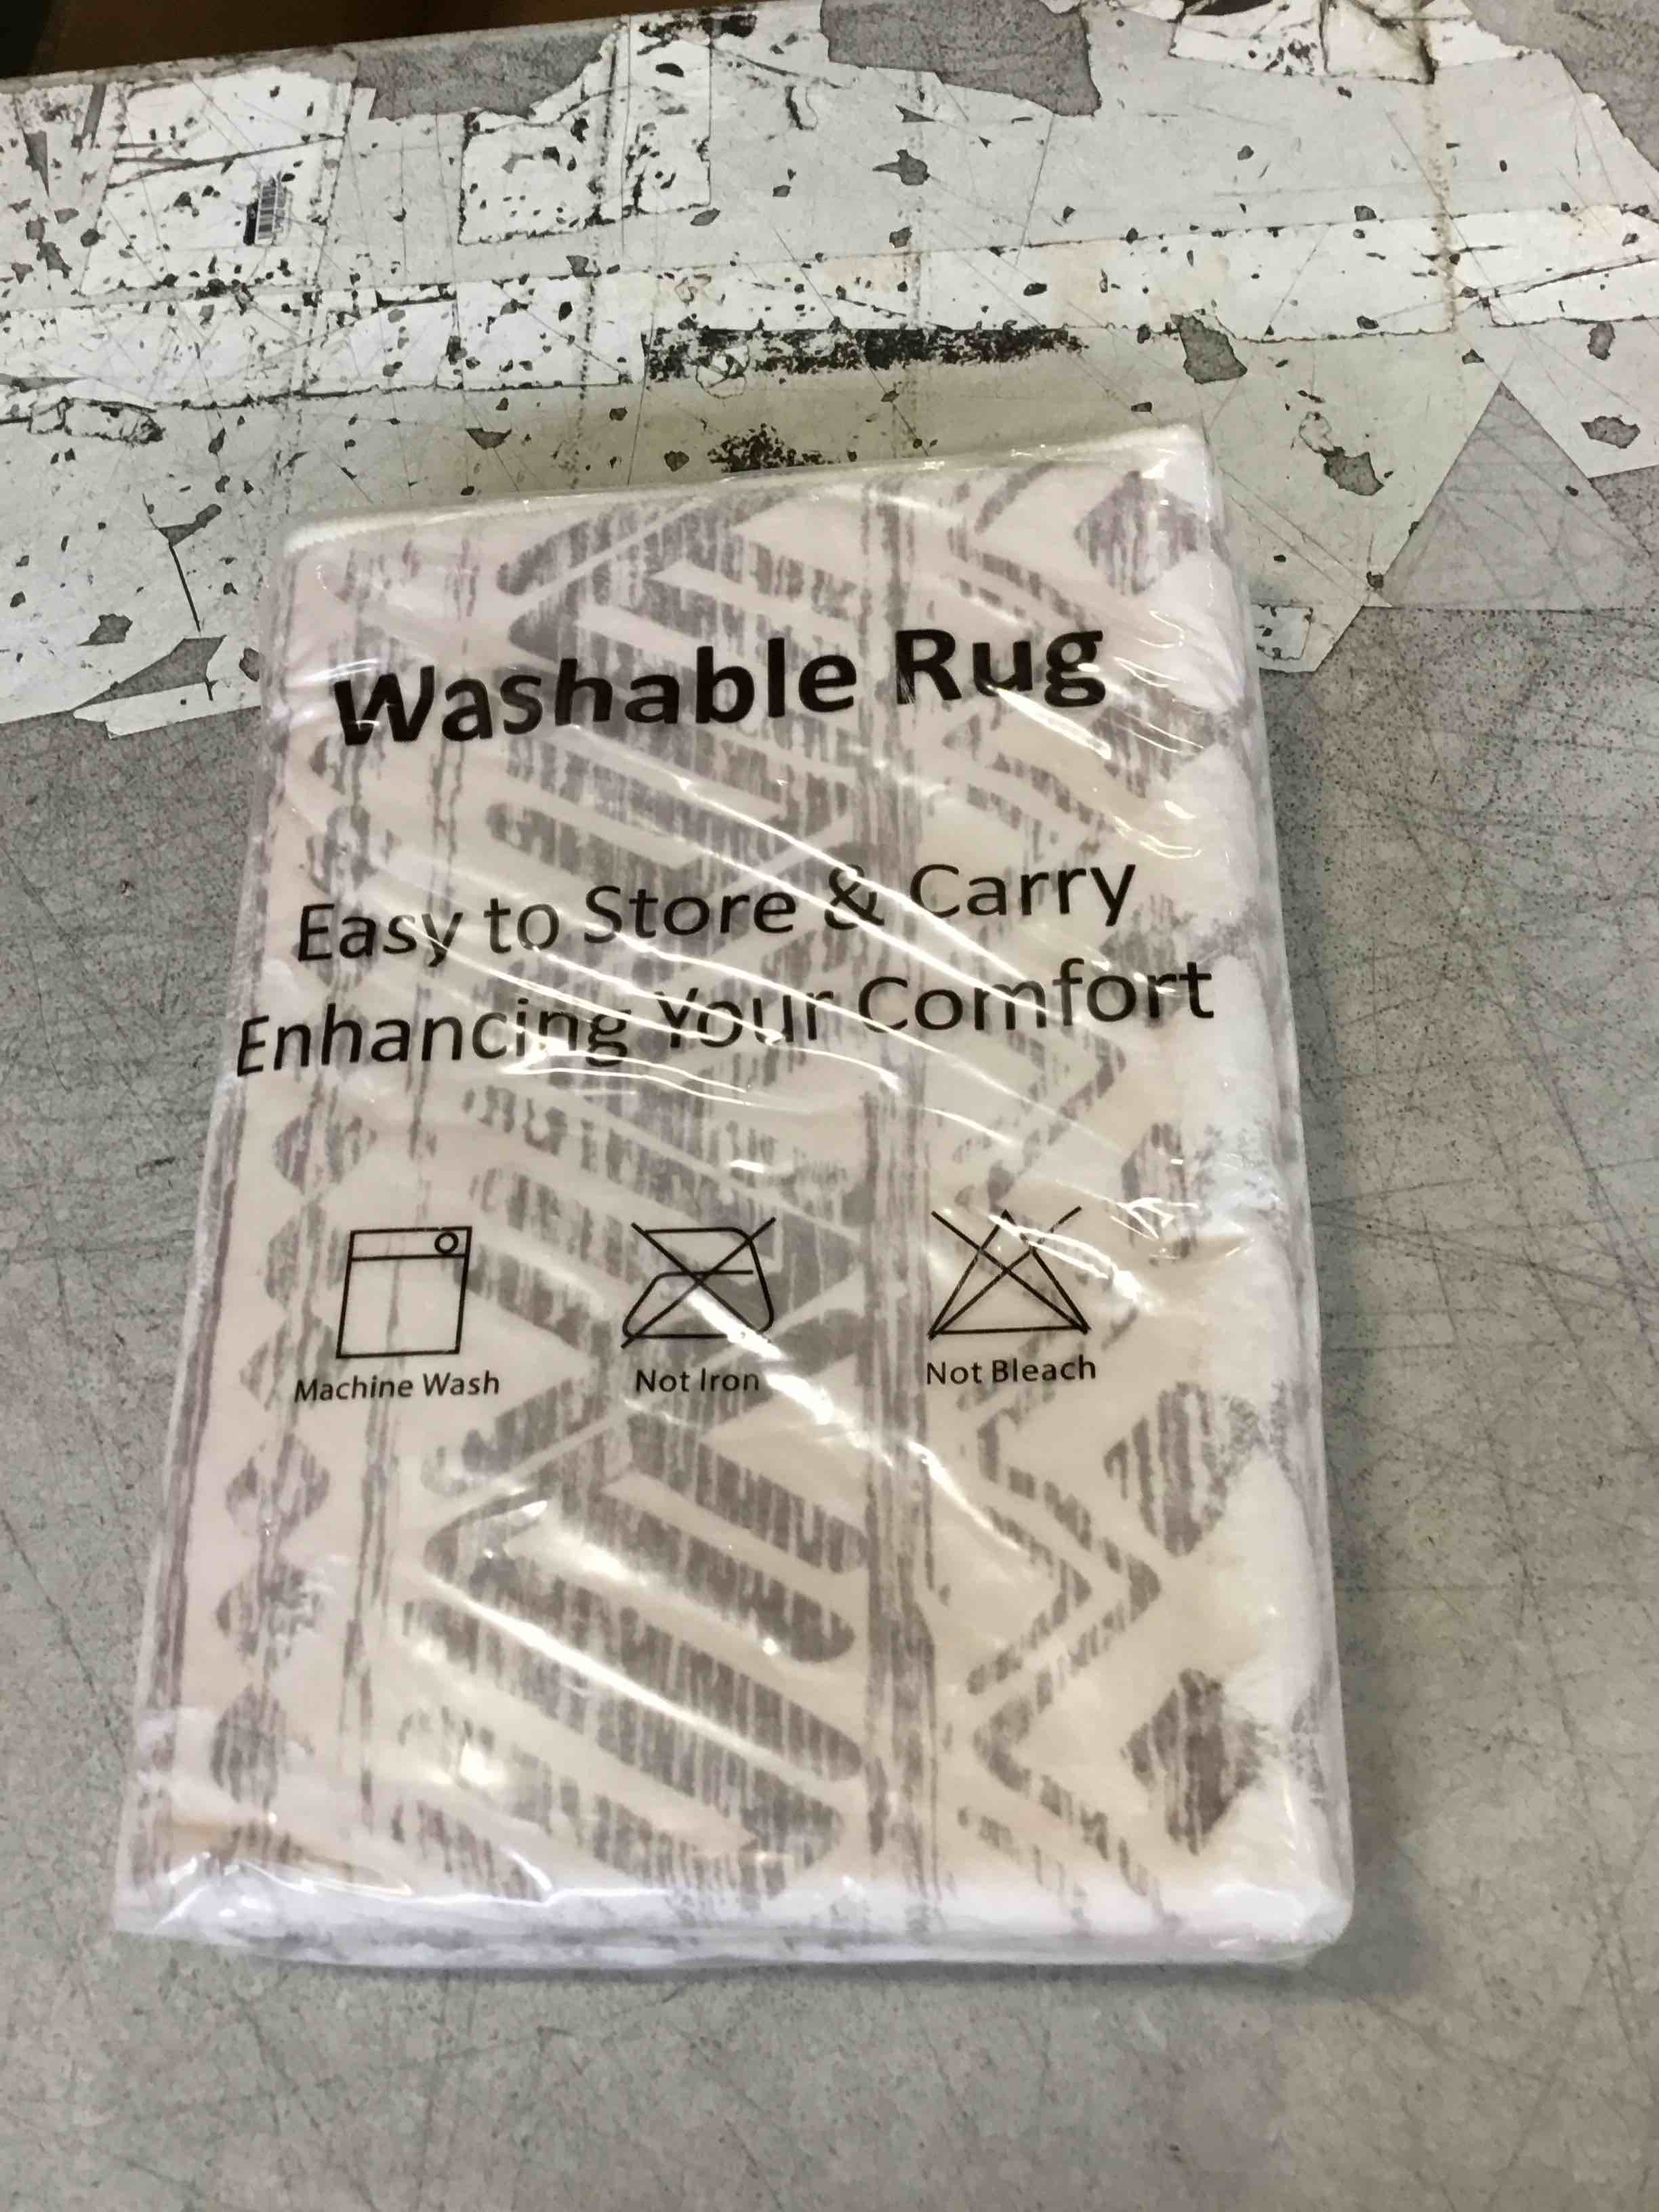 Washable Rug
Easy to Store & Carry
Enhancing Your Comfort
Machine Wash
Not Iron
Not Bleach